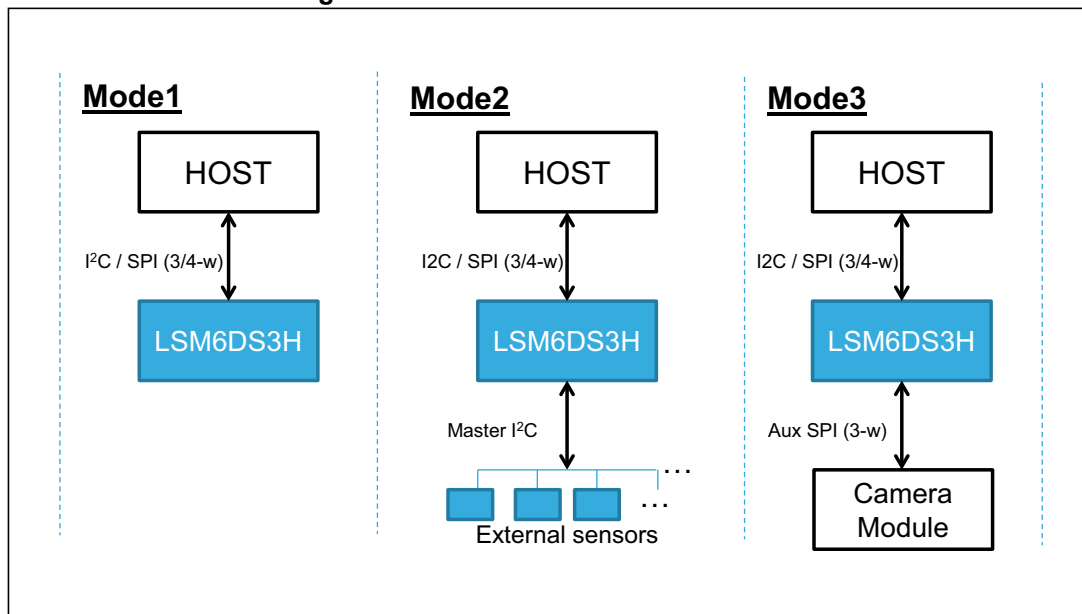 Mode1
HOST
I²C / SPI (3/4-w)
LSM6DS3H
Mode2
HOST
I2C / SPI (3/4-w)
LSM6DS3H
Master I²C
...
...
External sensors
Mode3
HOST
I2C / SPI (3/4-w)
LSM6DS3H
Aux SPI (3-w)
Camera
Module